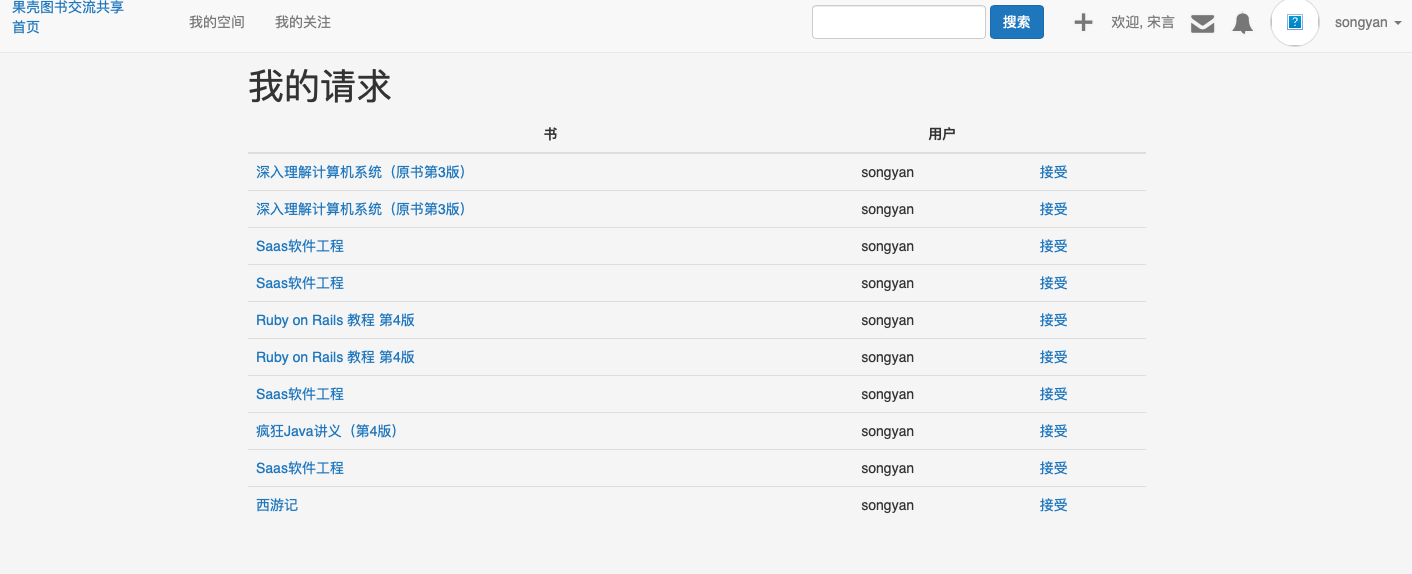 果壳图书交流共享
首页
我的空间 我的关注 搜索 欢迎, 宋言 songyan
我的请求
书 用户
深入理解计算机系统（原书第3版） songyan 接受
深入理解计算机系统（原书第3版） songyan 接受
Saas软件工程 songyan 接受
Saas软件工程 songyan 接受
Ruby on Rails 教程 第4版 songyan 接受
Ruby on Rails 教程 第4版 songyan 接受
Saas软件工程 songyan 接受
疯狂Java讲义（第4版） songyan 接受
Saas软件工程 songyan 接受
西游记 songyan 接受